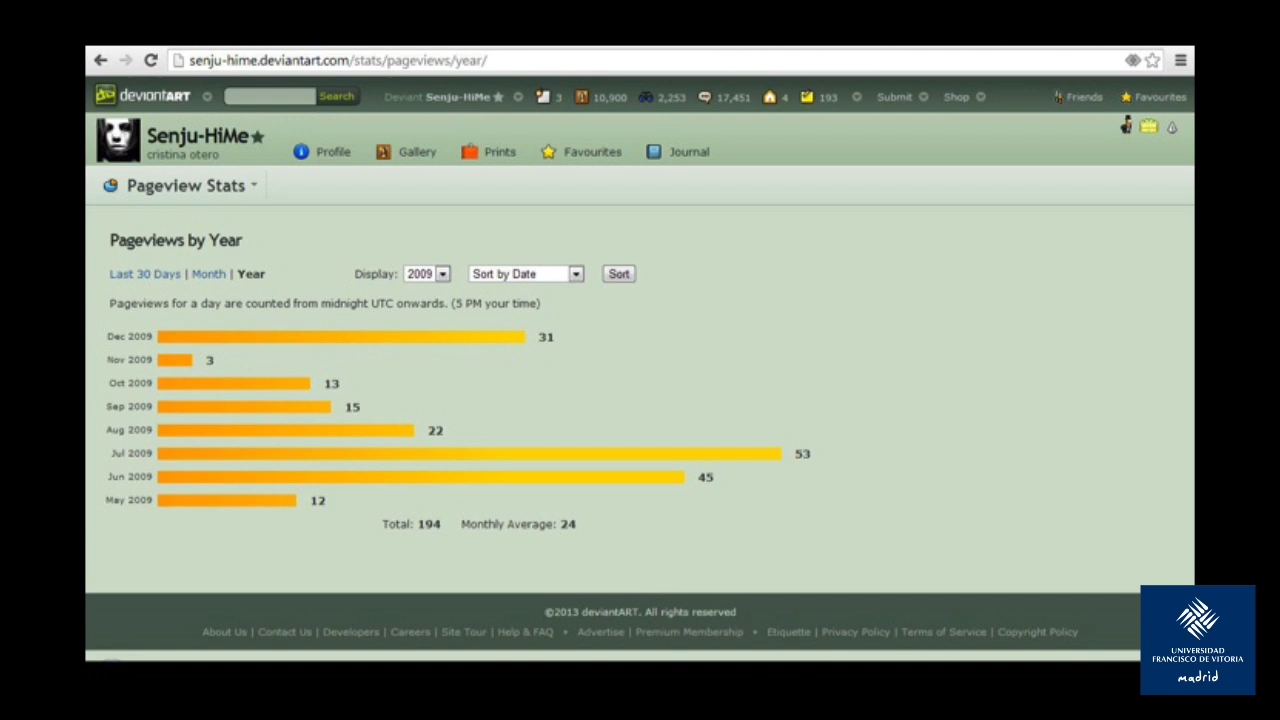 senju-hime.deviantart.com/stats/pageviews/year/
deviantART Search Deviant Senju-HiMe 3 10,900 2,253 17,451 4 193 Submit Shop Friends Favourites
Senju-HiMe
cristina otero
Profile Gallery Prints Favourites Journal
Pageview Stats
Pageviews by Year
Last 30 Days | Month | Year Display: 2009 Sort by Date Sort
Pageviews for a day are counted from midnight UTC onwards. (5 PM your time)
Dec 2009 31
Nov 2009 3
Oct 2009 13
Sep 2009 15
Aug 2009 22
Jul 2009 53
Jun 2009 45
May 2009 12
Total: 194 Monthly Average: 24
©2013 deviantART. All rights reserved
About Us | Contact Us | Developers | Careers | Site Tour | Help & FAQ • Advertise | Premium Membership • Etiquette | Privacy Policy | Terms of Service | Copyright Policy
UNIVERSIDAD
FRANCISCO DE VITORIA
madrid